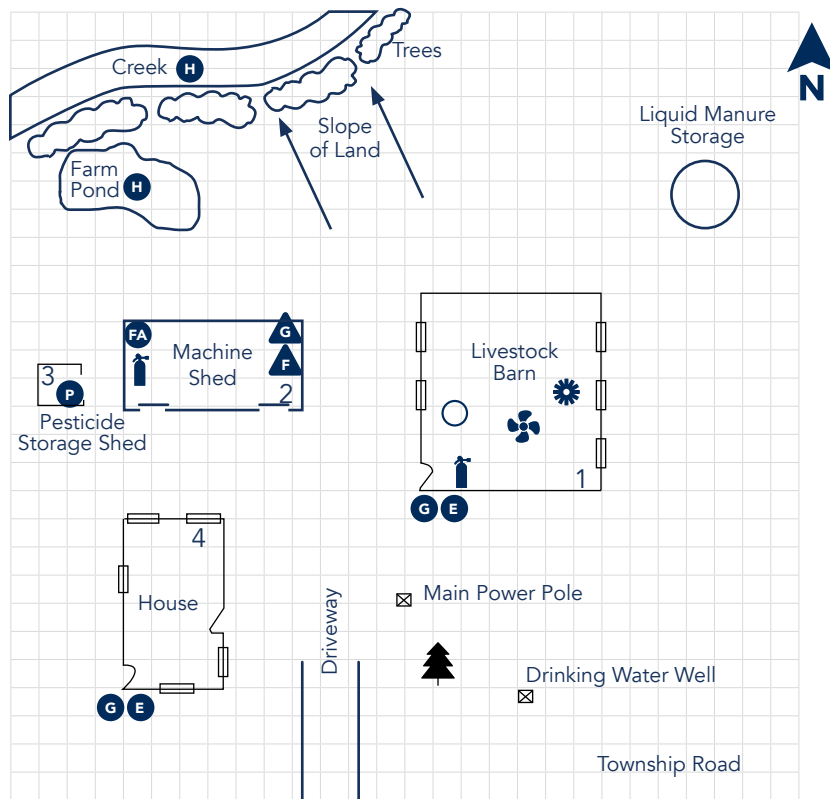 Trees
Creek H
N
Liquid Manure
Storage
Slope
of Land
Farm
Pond H
FA
G
Machine
Shed
F
2
Livestock
Barn
3
P
Pesticide
Storage Shed
1
G E
4
House
Driveway
Main Power Pole
Drinking Water Well
G E
Township Road